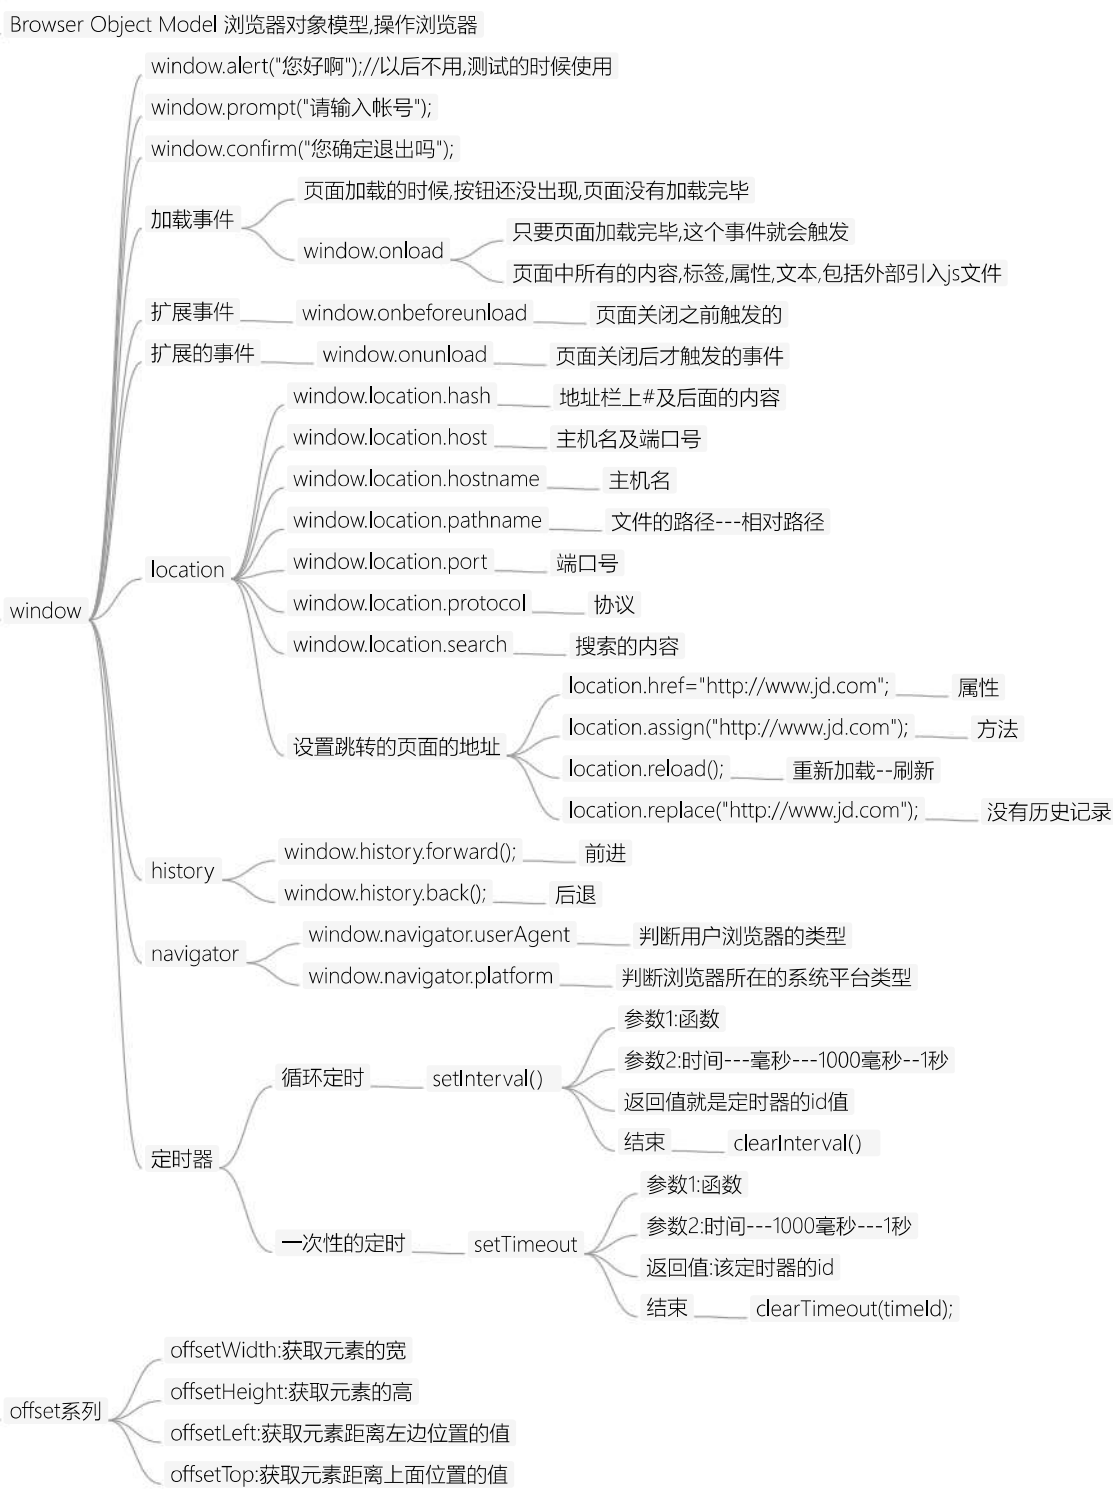 Browser Object Model 浏览器对象模型,操作浏览器
window
window.alert("您好啊");//以后不用,测试的时候使用
window.prompt("请输入帐号");
window.confirm("您确定退出吗");
加载事件
页面加载的时候,按钮还没出现,页面没有加载完毕
window.onload
只要页面加载完毕,这个事件就会触发
页面中所有的内容,标签,属性,文本,包括外部引入js文件
扩展事件 window.onbeforeunload 页面关闭之前触发的
扩展的事件 window.onunload 页面关闭后才触发的事件
location
window.location.hash 地址栏上#及后面的内容
window.location.host 主机名及端口号
window.location.hostname 主机名
window.location.pathname 文件的路径---相对路径
window.location.port 端口号
window.location.protocol 协议
window.location.search 搜索的内容
设置跳转的页面的地址
location.href="http://www.jd.com"; 属性
location.assign("http://www.jd.com"); 方法
location.reload(); 重新加载--刷新
location.replace("http://www.jd.com"); 没有历史记录
history
window.history.forward(); 前进
window.history.back(); 后退
navigator
window.navigator.userAgent 判断用户浏览器的类型
window.navigator.platform 判断浏览器所在的系统平台类型
定时器
循环定时 setInterval()
参数1:函数
参数2:时间---毫秒---1000毫秒--1秒
返回值就是定时器的id值
结束 clearInterval()
一次性的定时 setTimeout
参数1:函数
参数2:时间---1000毫秒---1秒
返回值:该定时器的id
结束 clearTimeout(timeId);
offset系列
offsetWidth:获取元素的宽
offsetHeight:获取元素的高
offsetLeft:获取元素距离左边位置的值
offsetTop:获取元素距离上面位置的值